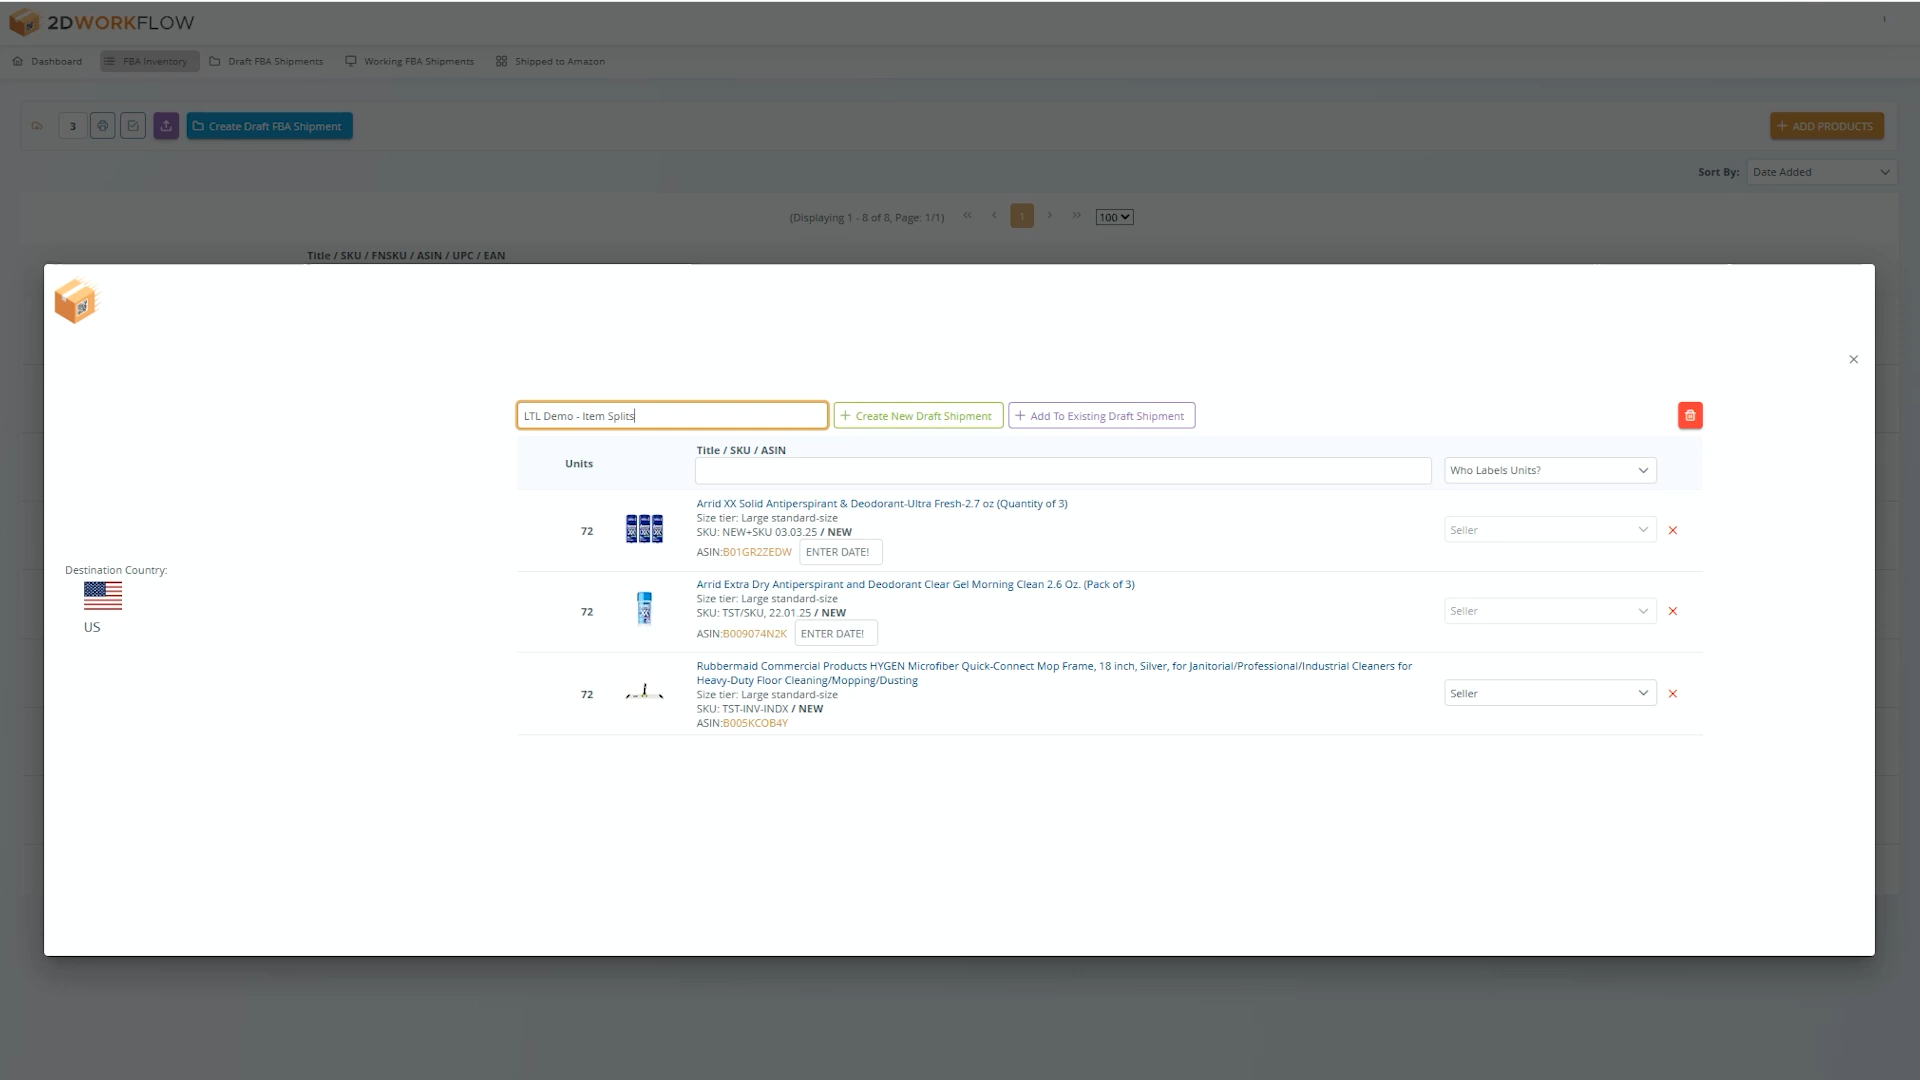 2DWORKFLOW
Dashboard
FBA Inventory
Draft FBA Shipments
Working FBA Shipments
Shipped to Amazon
3
Create Draft FBA Shipment
+ ADD PRODUCTS
Sort By:
Date Added
(Displaying 1 - 8 of 8, Page: 1/1)
«
‹
1
›
»
100
Title / SKU / FNSKU / ASIN / UPC / EAN
LTL Demo - Item Splits
+ Create New Draft Shipment
+ Add To Existing Draft Shipment
Units
Title / SKU / ASIN
Who Labels Units?
Destination Country:
US
72
Arrid XX Solid Antiperspirant & Deodorant-Ultra Fresh-2.7 oz (Quantity of 3)
Size tier: Large standard-size
SKU: NEW+SKU 03.03.25 / NEW
ASIN:B01GR2ZEDW
ENTER DATE!
Seller
72
Arrid Extra Dry Antiperspirant and Deodorant Clear Gel Morning Clean 2.6 Oz. (Pack of 3)
Size tier: Large standard-size
SKU: TST/SKU, 22.01.25 / NEW
ASIN:B009074N2K
ENTER DATE!
Seller
72
Rubbermaid Commercial Products HYGEN Microfiber Quick-Connect Mop Frame, 18 inch, Silver, for Janitorial/Professional/Industrial Cleaners for
Heavy-Duty Floor Cleaning/Mopping/Dusting
Size tier: Large standard-size
SKU: TST-INV-INDX / NEW
ASIN:B005KCOB4Y
Seller